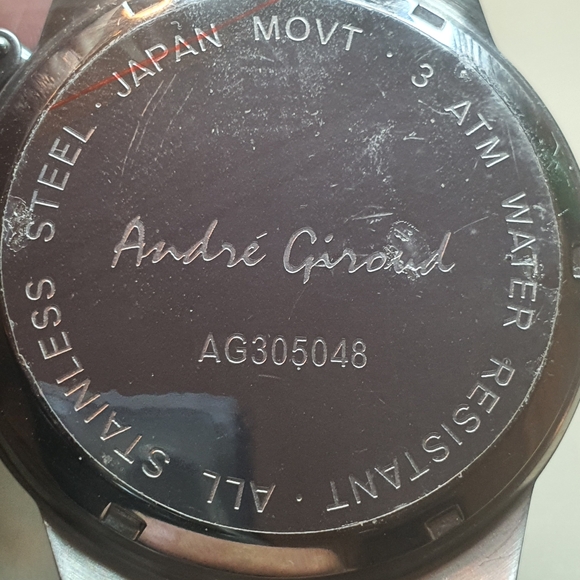 JAPAN MOVT · 3 ATM WATER RESISTANT · ALL STAINLESS STEEL ·
André Giroud
AG305048